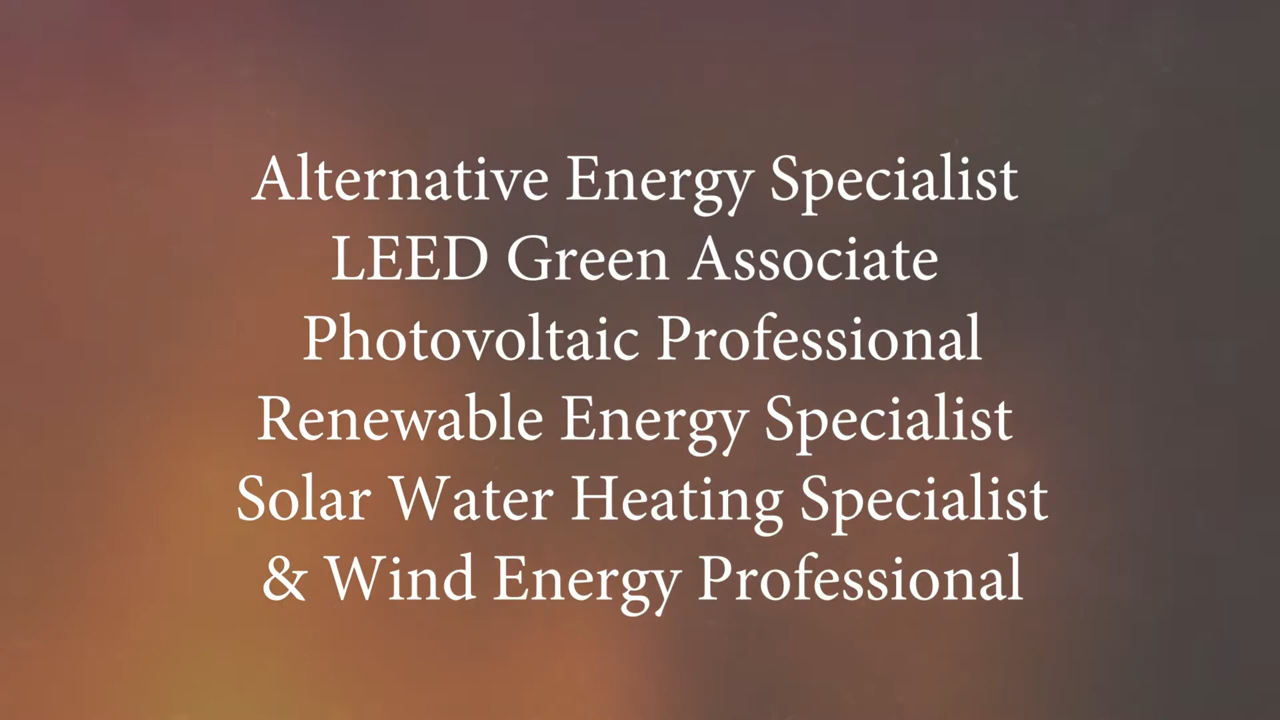 Alternative Energy Specialist
LEED Green Associate
Photovoltaic Professional
Renewable Energy Specialist
Solar Water Heating Specialist
& Wind Energy Professional